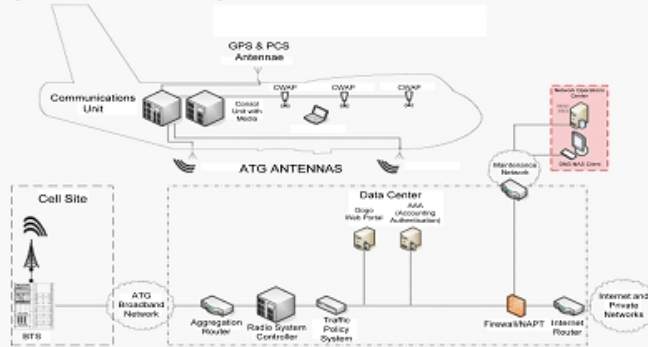 GPS & PCS
Antennae
CWAP
CWAP
CWAP
Communications
Unit
Control
Unit with
Media
ATG ANTENNAS
Network Operations
Center
Maintenance
Network
Cell Site
BTS
ATG
Broadband
Network
Data Center
Gogo
Web Portal
AAA
(Accounting
Authentication)
Aggregation
Router
Radio System
Controller
Traffic
Policy
System
Firewall/NAPT
Internet
Router
Internet and
Private
Networks